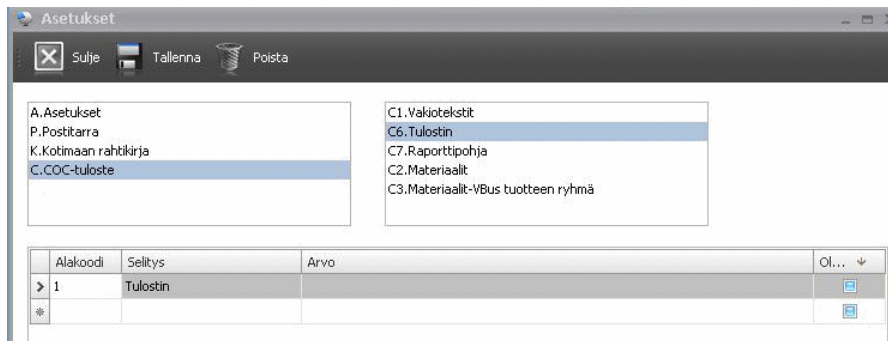 Asetukset
Sulje Tallenna Poista
A.Asetukset
P.Postitarra
K.Kotimaan rahtikirja
C.COC-tuloste
C1.Vakiotekstit
C6.Tulostin
C7.Raporttipohja
C2.Materiaalit
C3.Materiaalit-VBus tuotteen ryhmä
Alakoodi Selitys Arvo Ol...
1 Tulostin